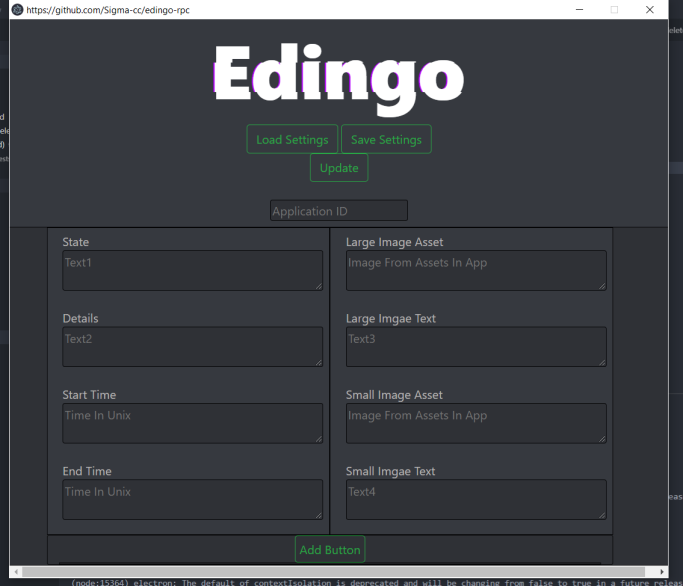 https://github.com/Sigma-cc/edingo-rpc
Edingo
Load Settings Save Settings
Update
Application ID
State
Text1
Details
Text2
Start Time
Time In Unix
End Time
Time In Unix
Large Image Asset
Image From Assets In App
Large Imgae Text
Text3
Small Image Asset
Image From Assets In App
Small Imgae Text
Text4
Add Button
(node:15364) electron: The default of contextIsolation is deprecated and will be changing from false to true in a future releas